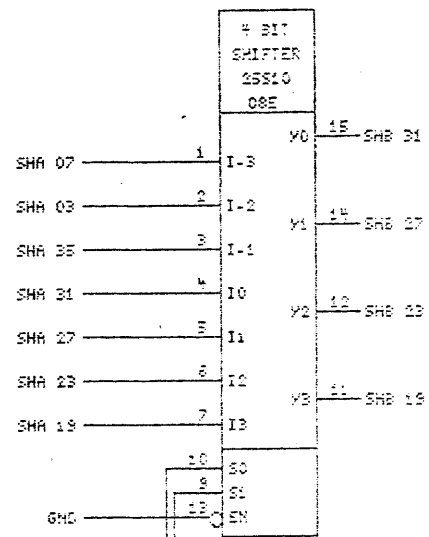 4 BIT
SHIFTER
25S10
08E
Y0 15 SHB 31
SHA 07 1 I-3
SHA 03 2 I-2
Y1 14 SHB 27
SHA 35 3 I-1
SHA 31 4 I0
Y2 12 SHB 23
SHA 27 5 I1
SHA 23 6 I2
Y3 11 SHB 19
SHA 19 7 I3
10 S0
9 S1
GND 13 EN